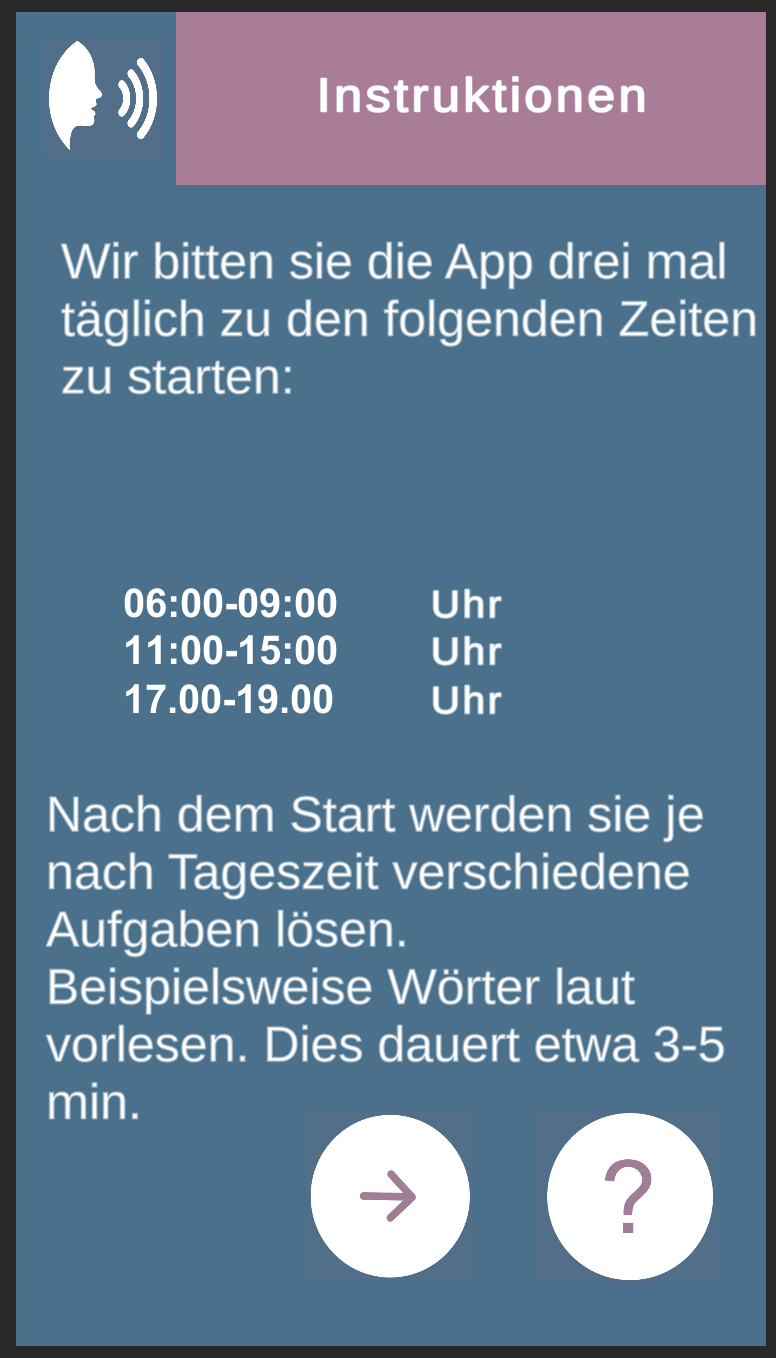 Instruktionen
Wir bitten sie die App drei mal
täglich zu den folgenden Zeiten
zu starten:
06:00-09:00 Uhr
11:00-15:00 Uhr
17.00-19.00 Uhr
Nach dem Start werden sie je
nach Tageszeit verschiedene
Aufgaben lösen.
Beispielsweise Wörter laut
vorlesen. Dies dauert etwa 3-5
min.
?